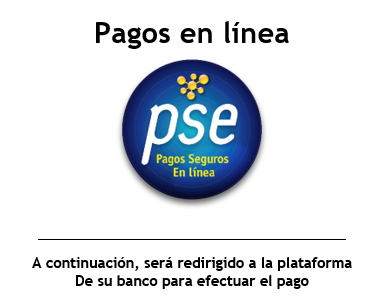 Pagos en línea
pse
Pagos Seguros
En línea
A continuación, será redirigido a la plataforma
De su banco para efectuar el pago